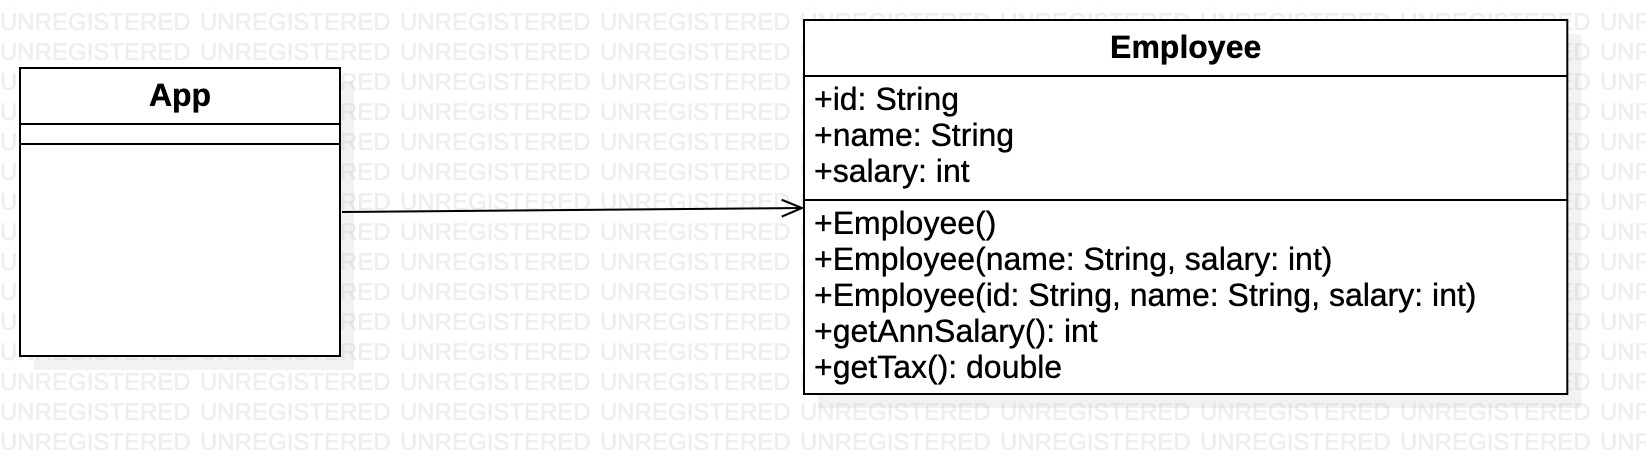 App
Employee
+id: String
+name: String
+salary: int
+Employee()
+Employee(name: String, salary: int)
+Employee(id: String, name: String, salary: int)
+getAnnSalary(): int
+getTax(): double
UNREGISTERED UNREGISTERED UNREGISTERED UNREGISTERED UNREGISTERED UNREGISTERED UNREGISTERED UNREGISTERED